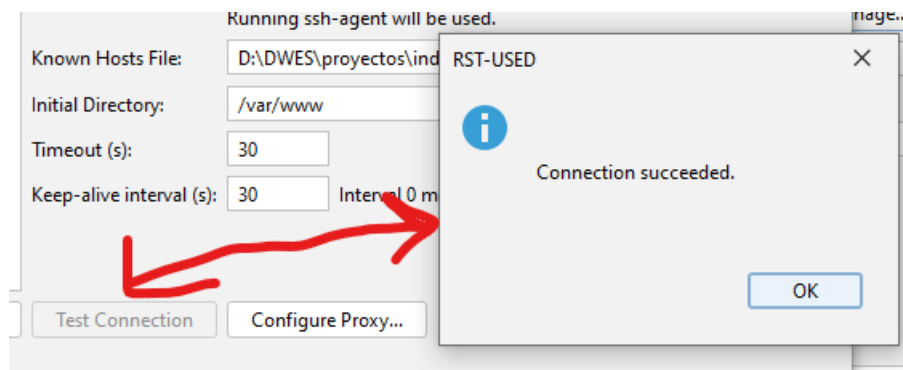 Running ssh-agent will be used.
nage..
Known Hosts File:
D:\DWES\proyectos\ind
Initial Directory:
/var/www
Timeout (s):
30
Keep-alive interval (s):
30
Interval 0 m
Test Connection
Configure Proxy...
RST-USED
Connection succeeded.
OK